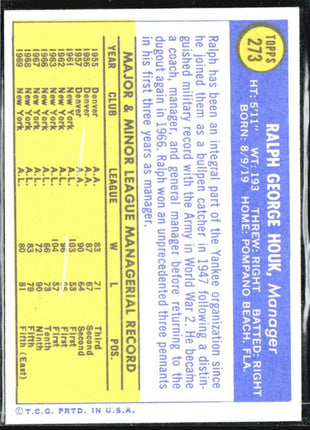 TOPPS
273
RALPH GEORGE HOUK, Manager
HT: 5'11" WT: 193 THREW: RIGHT BATTED: RIGHT
BORN: 8/9/19 HOME: POMPANO BEACH, FLA.
Ralph has been an integral part of the Yankee organization since
he joined them as a bullpen catcher in 1947 following a distin-
guished military record with the Army in World War 2. He became
a coach, manager, and general manager before returning to the
dugout again in 1966. Ralph won an unprecedented three pennants
in his first three years as manager.
MAJOR & MINOR LEAGUE MANAGERIAL RECORD
YEAR CLUB LEAGUE W L POS.
1955 Denver A.A. 83 71 Third
1956 Denver A.A. 87 67 Second
1957 Denver A.A. 90 64 Second
1961 New York A.L. 109 53 First
1962 New York A.L. 96 66 First
1963 New York A.L. 104 57 First
1966 New York A.L. 66 73 Tenth
1967 New York A.L. 72 90 Ninth
1968 New York A.L. 83 79 Fifth
1969 New York A.L. 80 81 Fifth (East)
© T.C.G. PRTD. IN U.S.A.